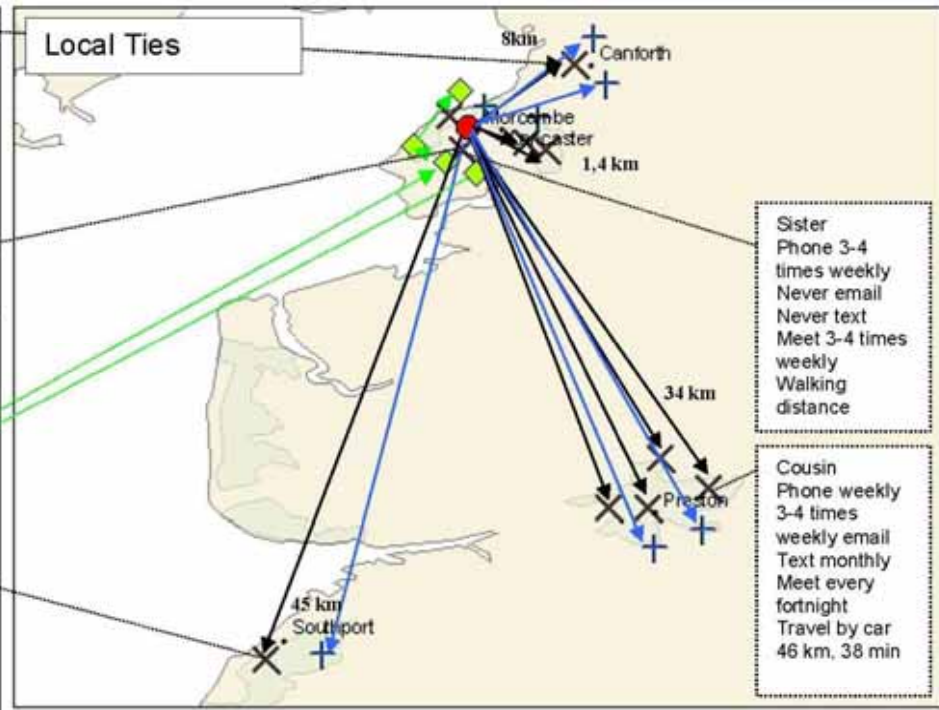 Local Ties
8km
Canforth
Morcombe
1,4 km
Sister
Phone 3-4
times weekly
Never email
Never text
Meet 3-4 times
weekly
Walking
distance
34 km
Preston
Cousin
Phone weekly
3-4 times
weekly email
Text monthly
Meet every
fortnight
Travel by car
46 km, 38 min
45 km
Southport